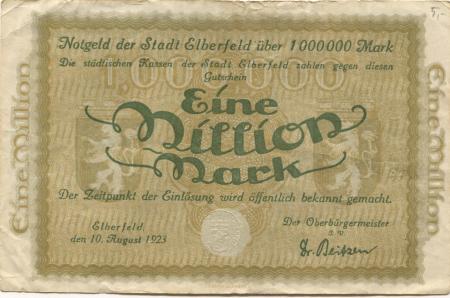 5,-
Notgeld der Stadt Elberfeld über 1000000 Mark
Die städtischen Kassen der Stadt Elberfeld zahlen gegen diesen
Gutschein
1,000,000
Eine
Million
Mark
Der Zeitpunkt der Einlösung wird öffentlich bekannt gemacht.
Elberfeld
den 10. August 1923
Der Oberbürgermeister
Eine Million
Eine Million